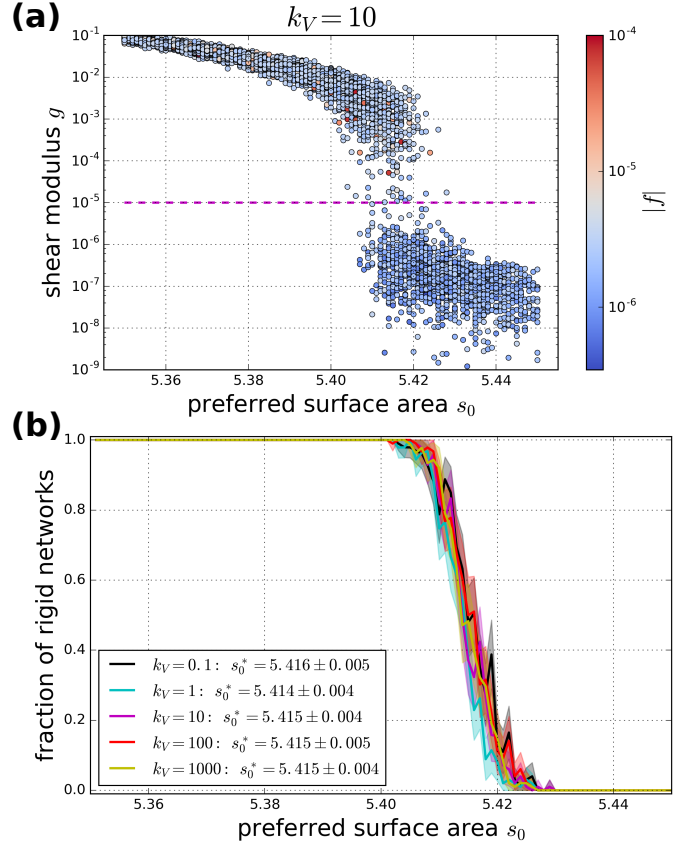 (a)
k_V = 10
10^-1
10^-2
10^-3
10^-4
10^-5
10^-6
10^-7
10^-8
10^-9
shear modulus g
5.36 5.38 5.40 5.42 5.44
preferred surface area s_0
10^-4
10^-5
10^-6
|f|
(b)
1.0
0.8
0.6
0.4
0.2
0.0
fraction of rigid networks
k_V = 0.1: s_0^* = 5.416 ± 0.005
k_V = 1: s_0^* = 5.414 ± 0.004
k_V = 10: s_0^* = 5.415 ± 0.004
k_V = 100: s_0^* = 5.415 ± 0.005
k_V = 1000: s_0^* = 5.415 ± 0.004
5.36 5.38 5.40 5.42 5.44
preferred surface area s_0